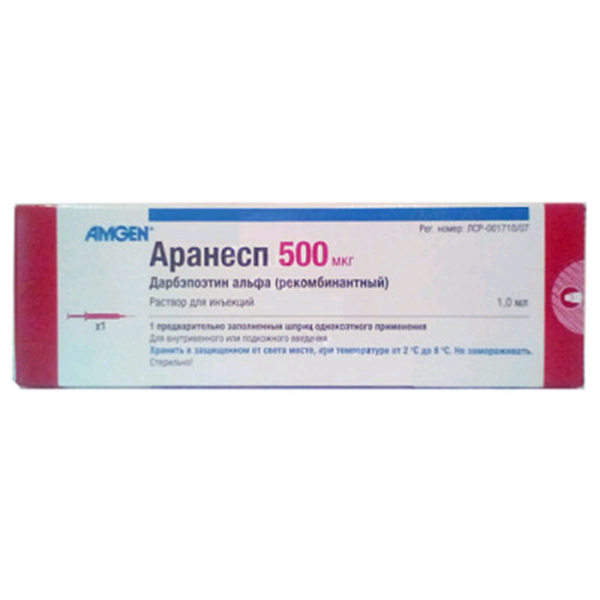 Рег. номер: ЛСР-001710/07
AMGEN®
Аранесп 500 мкг
Дарбэпоэтин альфа (рекомбинантный)
Раствор для инъекций 1,0 мл
x1
1 предварительно заполненный шприц однократного применения
Для внутривенного или подкожного введения
Хранить в защищенном от света месте, при температуре от 2 °C до 8 °C. Не замораживать.
Стерильно!